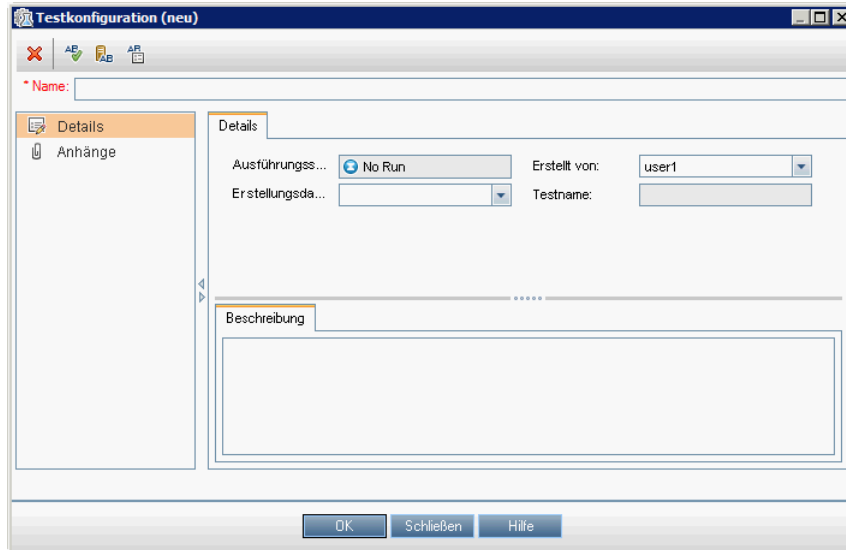 Testkonfiguration (neu)
* Name:
Details
Anhänge
Details
Ausführungss... No Run Erstellt von: user1
Erstellungsda... Testname:
Beschreibung
OK Schließen Hilfe